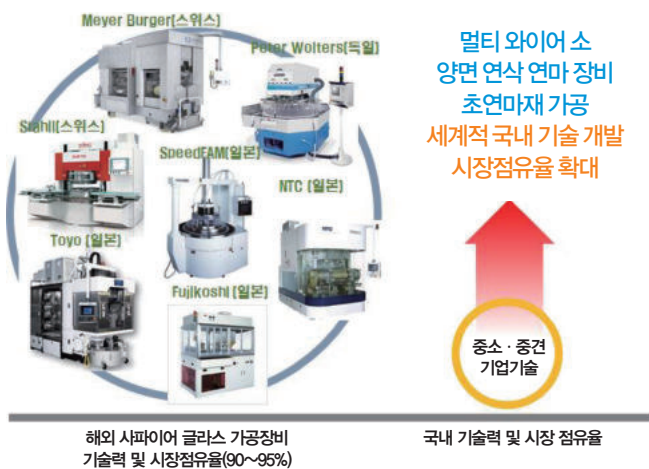 Meyer Burger(스위스)
Peter Wolters(독일)
Stahli(스위스)
SpeedFAM(일본)
NTC (일본)
Toyo (일본)
Fujikoshi (일본)
멀티 와이어 소
양면 연삭 연마 장비
초연마재 가공
세계적 국내 기술 개발
시장점유율 확대
중소 · 중견
기업기술
해외 사파이어 글라스 가공장비
기술력 및 시장점유율(90~95%)
국내 기술력 및 시장 점유율